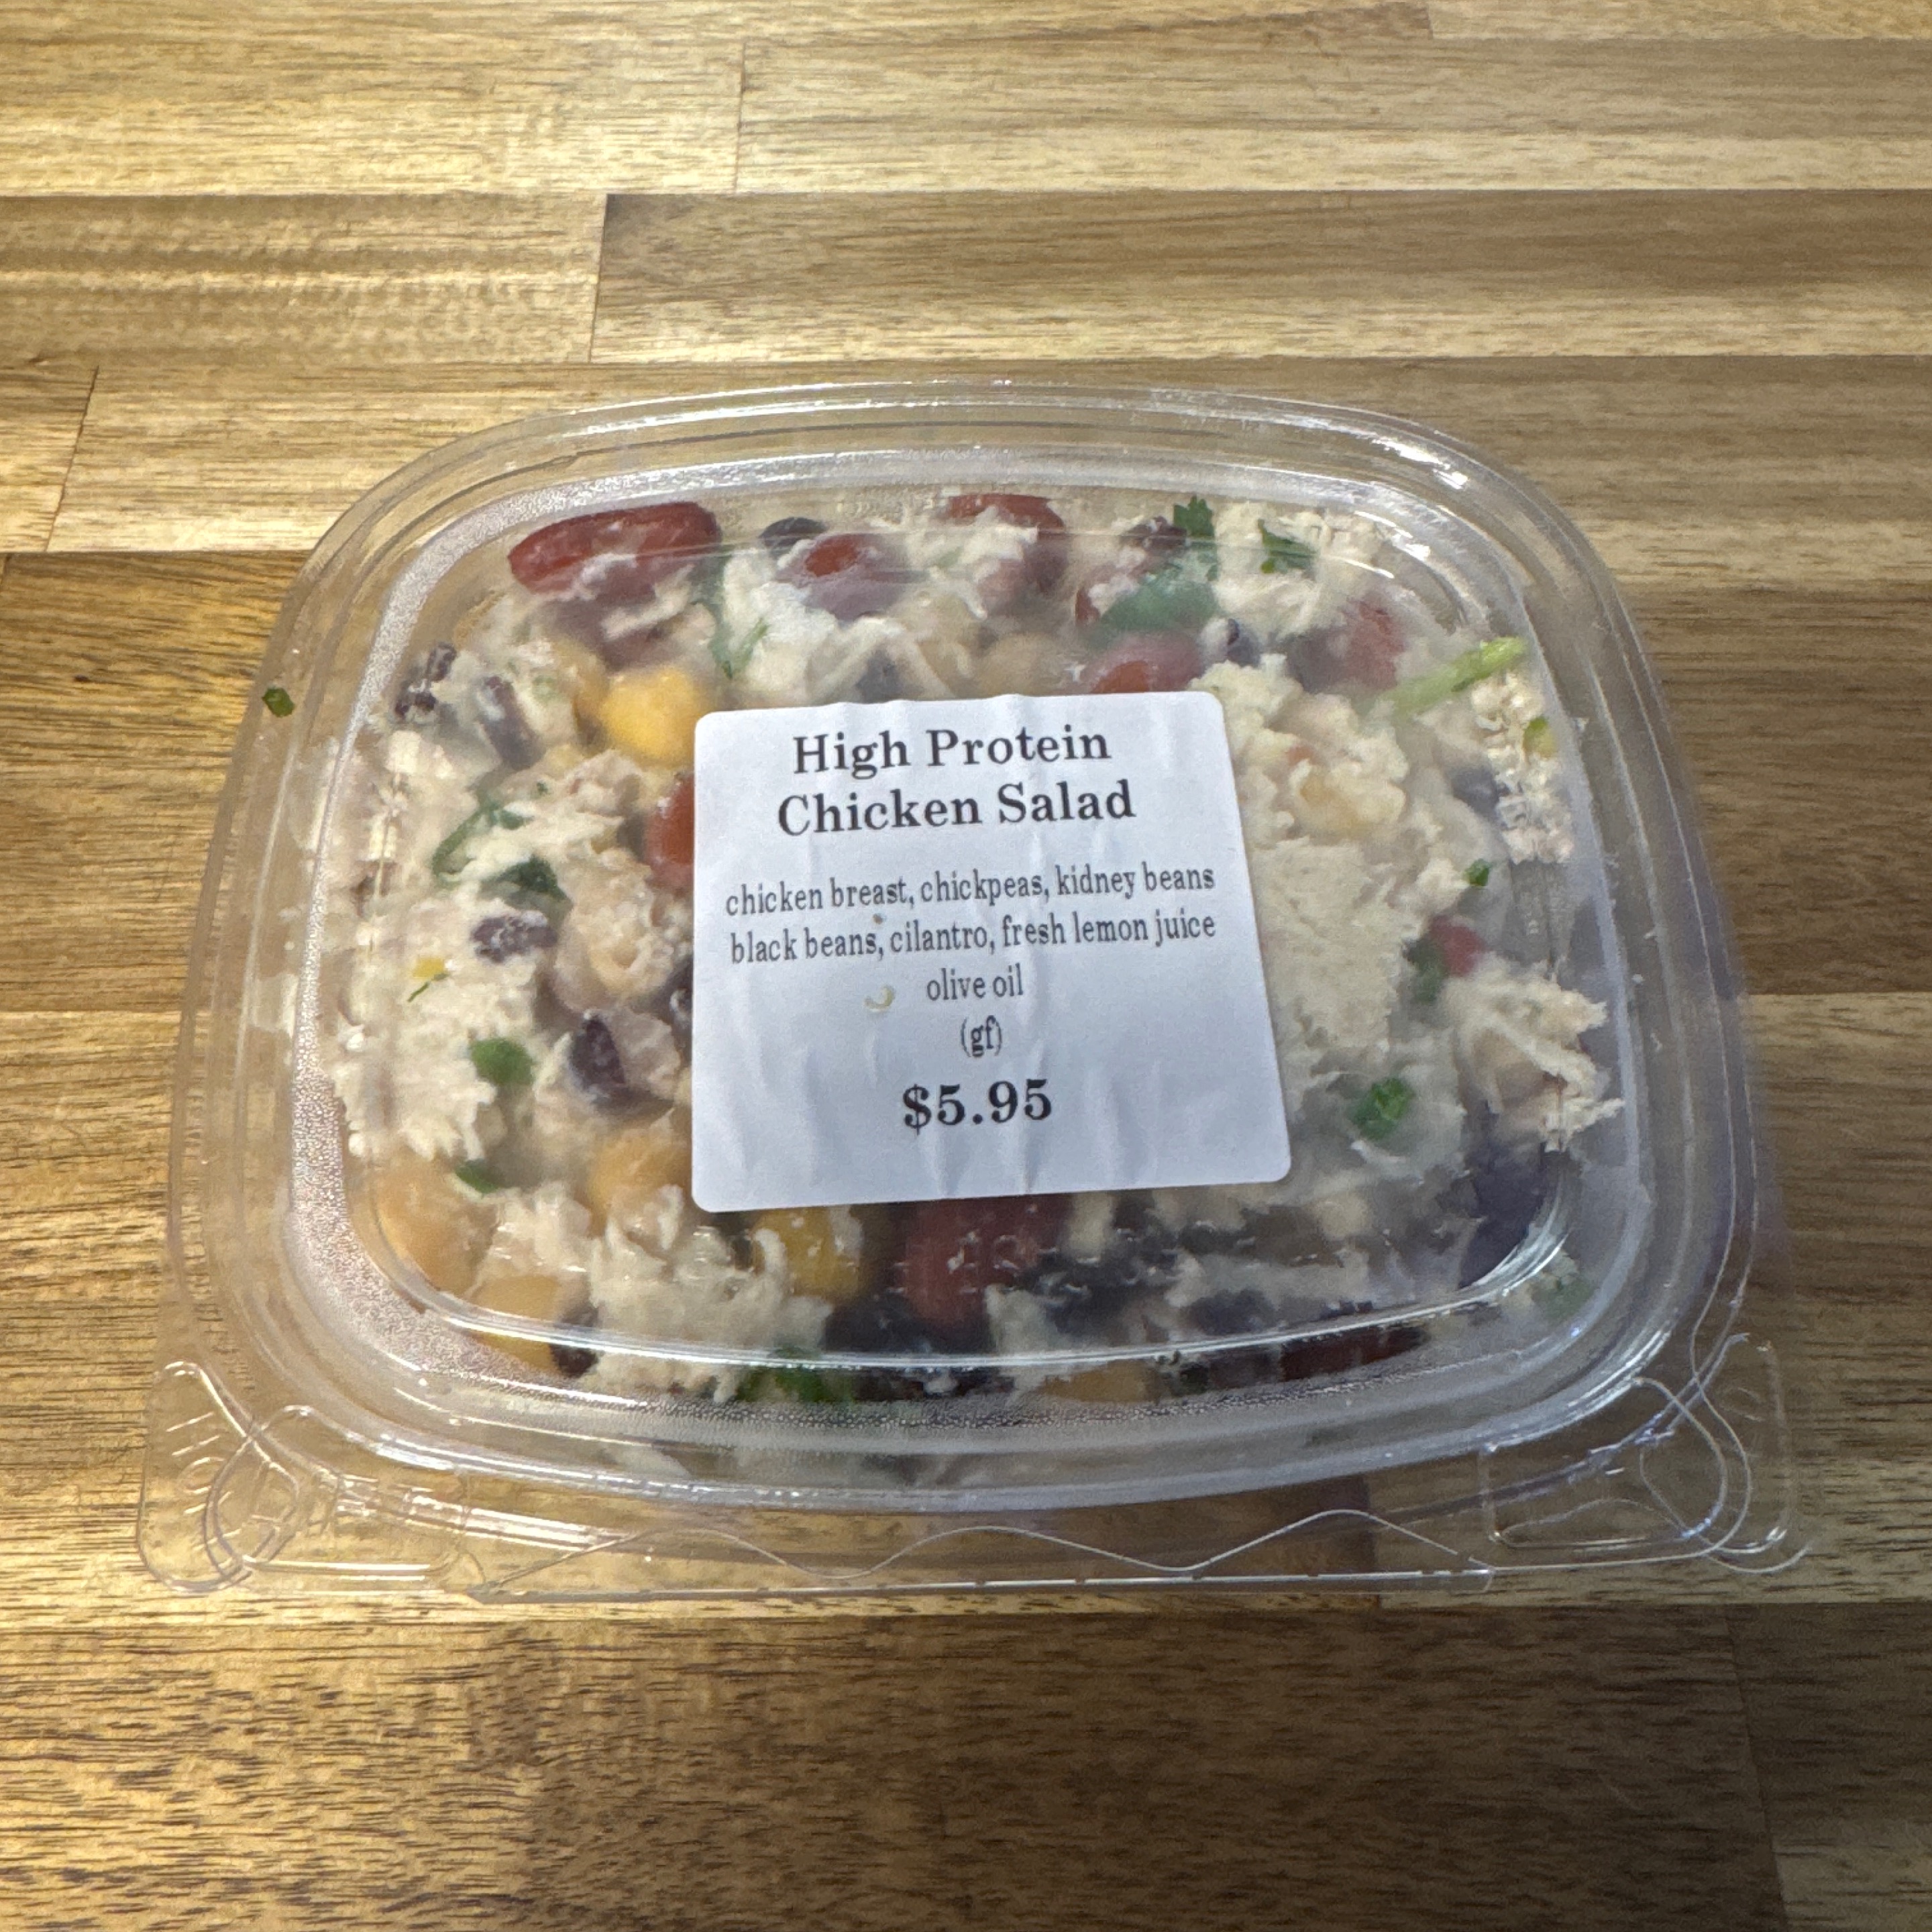 High Protein
Chicken Salad
chicken breast, chickpeas, kidney beans
black beans, cilantro, fresh lemon juice
olive oil
(gf)
$5.95